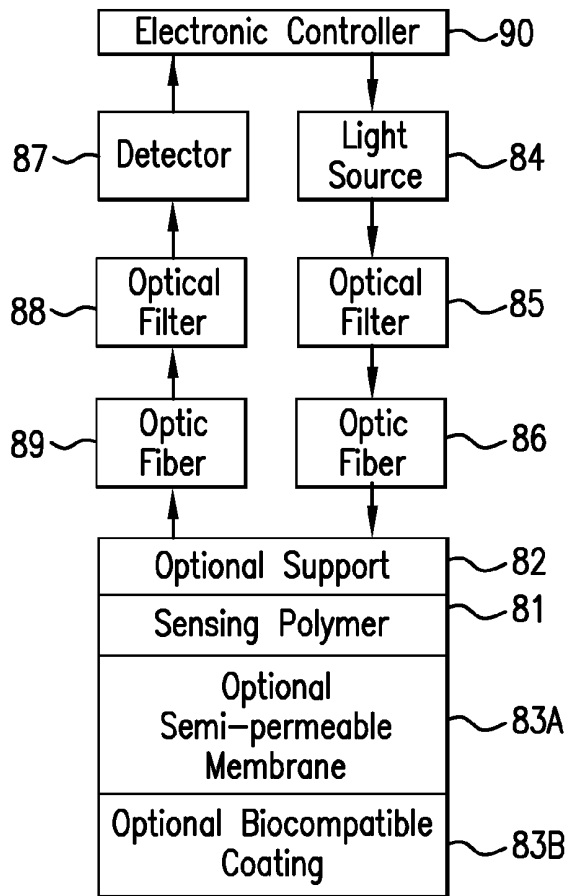 Electronic Controller
90
87
Detector
Light
Source
84
88
Optical
Filter
Optical
Filter
85
89
Optic
Fiber
Optic
Fiber
86
Optional Support
82
Sensing Polymer
81
Optional
Semi-permeable
Membrane
83A
Optional Biocompatible
Coating
83B